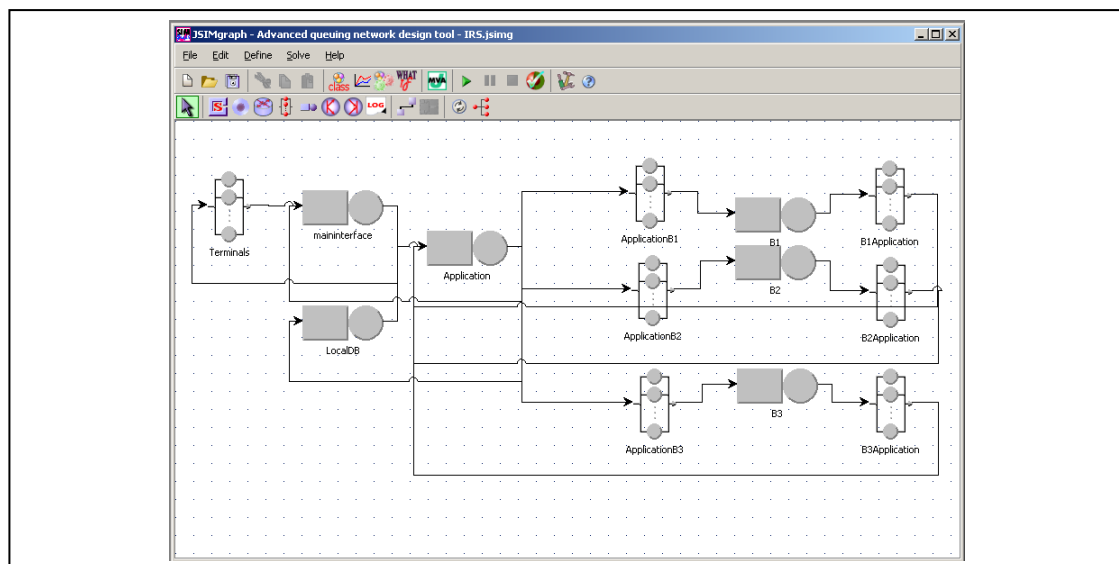 JSIMgraph - Advanced queuing network design tool - IRS.jsimg
File Edit Define Solve Help
class WHAT IF MVA
S LOG
Terminals
maininterface
Application
LocalDB
ApplicationB1
B1
B1Application
B2
ApplicationB2
B2Application
B3
ApplicationB3
B3Application